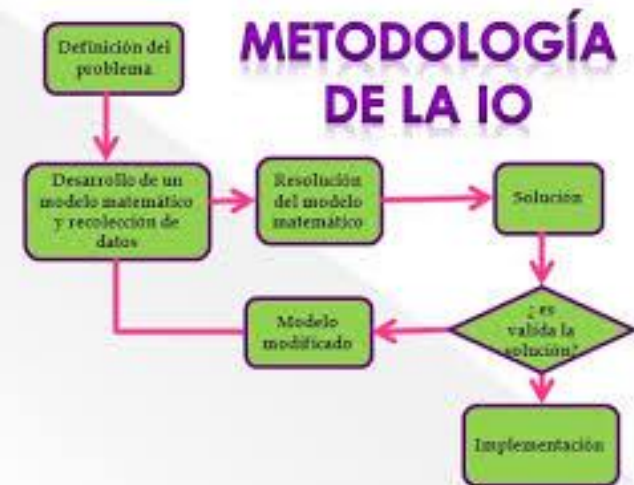 METODOLOGÍA
DE LA IO
Definición del
problema
Desarrollo de un
modelo matemático
y recolección de
datos
Resolución
del modelo
matemático
Solución
¿ es
valida la
solución?
Modelo
modificado
Implementación